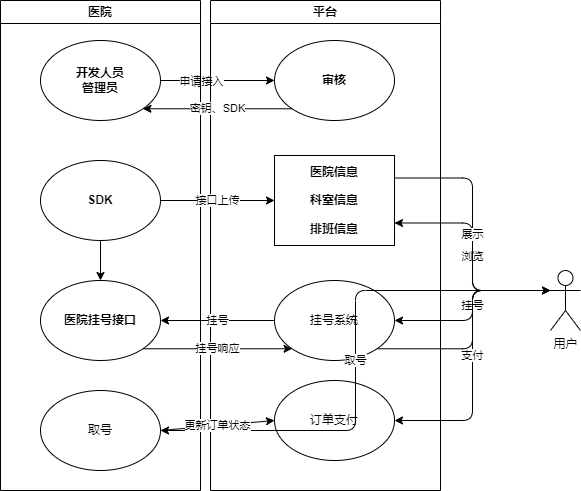 医院
平台
开发人员
管理员
申请接入
审核
密钥、SDK
SDK
接口上传
医院信息
科室信息
排班信息
展示
浏览
医院挂号接口
挂号
挂号系统
挂号
用户
挂号响应
取号
支付
取号
更新订单状态
订单支付